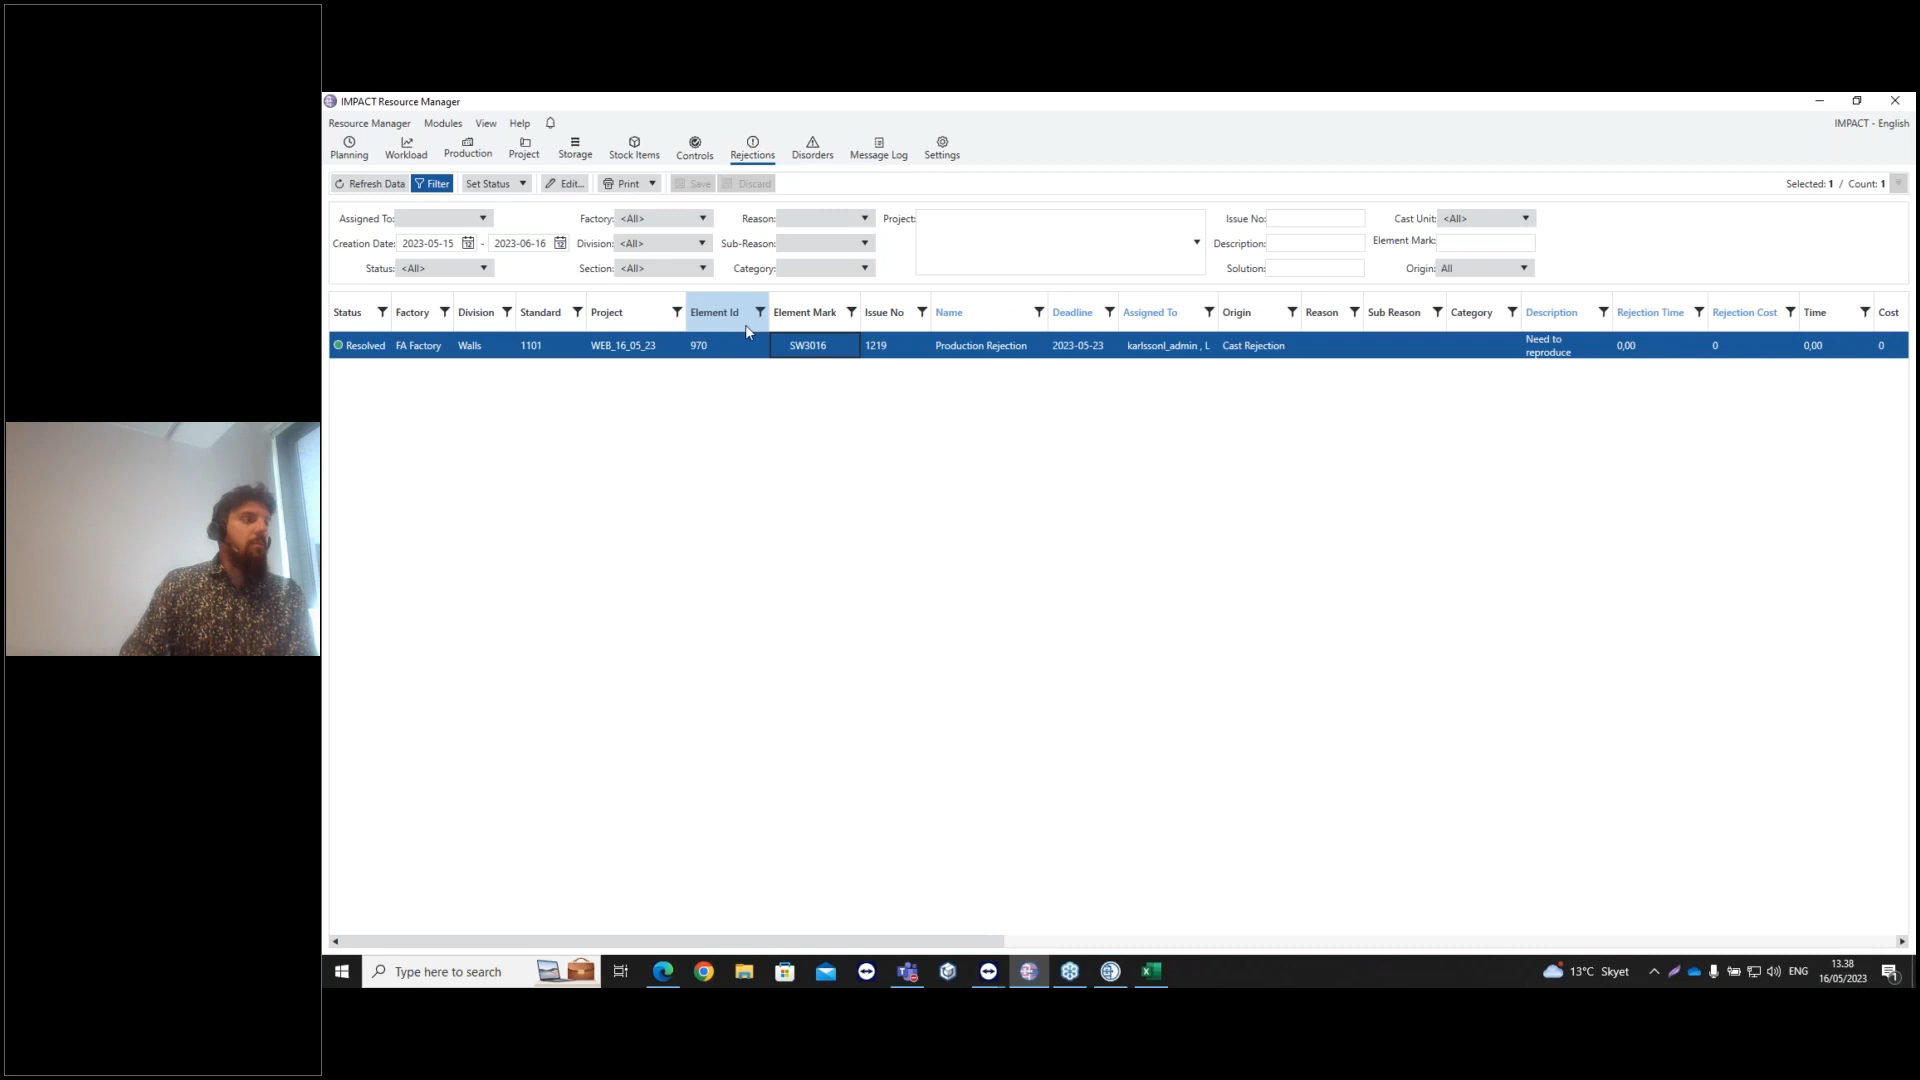 IMPACT Resource Manager
Resource Manager Modules View Help IMPACT - English
Planning Workload Production Project Storage Stock Items Controls Rejections Disorders Message Log Settings
Refresh Data Filter Set Status Edit... Print Save Discard Selected: 1 / Count: 1
Assigned To: Factory: <All> Reason: Project: Issue No: Cast Unit: <All>
Creation Date: 2023-05-15 - 2023-06-16 Division: <All> Sub-Reason: Description: Element Mark:
Status: <All> Section: <All> Category: Solution: Origin: All
Status Factory Division Standard Project Element Id Element Mark Issue No Name Deadline Assigned To Origin Reason Sub Reason Category Description Rejection Time Rejection Cost Time Cost
Resolved FA Factory Walls 1101 WEB_16_05_23 970 SW3016 1219 Production Rejection 2023-05-23 karlssonl_admin , L Cast Rejection Need to 0,00 0 0,00 0
reproduce
Type here to search 13°C Skyet ENG 13.38
16/05/2023